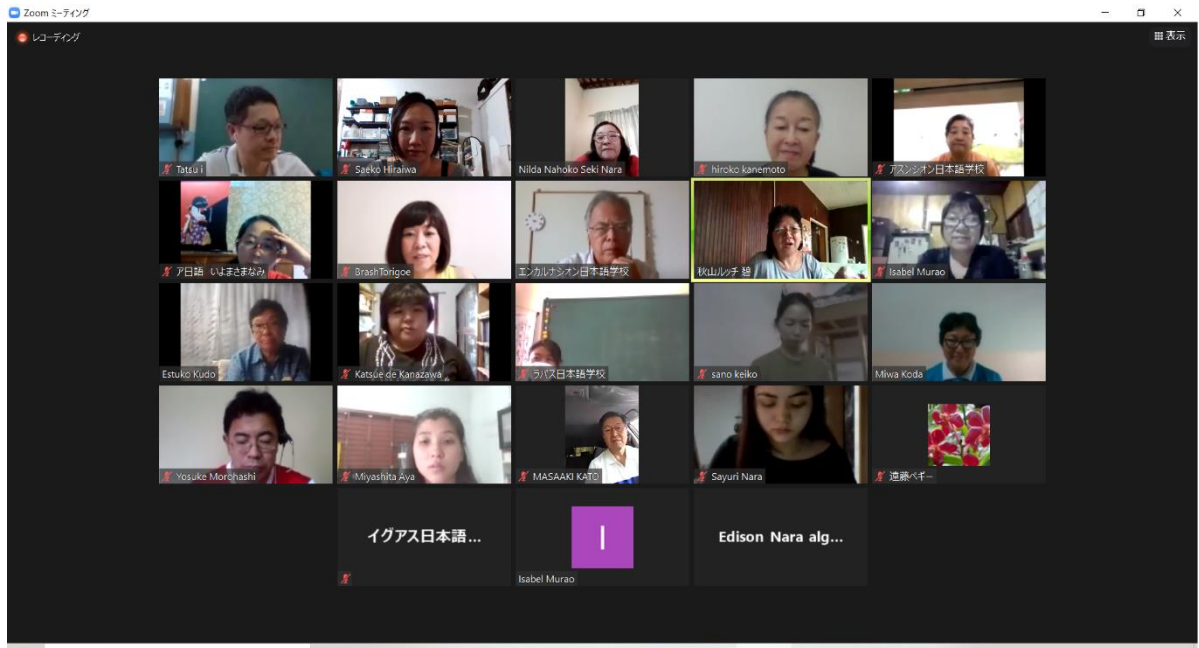 Zoom ミーティング
レコーディング
表示
Tatsu i
Saeko Hiraiwa
Nilda Nahoko Seki Nara
hiroko kanemoto
アスンシオン日本語学校
ア日語 いよまさまなみ
BrashTorigoe
エンカルナシオン日本語学校
秋山ルッチ 碧
Isabel Murao
Estuko Kudo
Katsue de Kanazawa
ラパス日本語学校
sano keiko
Miwa Koda
Yosuke Morohashi
Miyashita Aya
MASAAKI KATO
Sayuri Nara
遠藤ペギー
イグアス日本語...
I
Isabel Murao
Edison Nara alg...